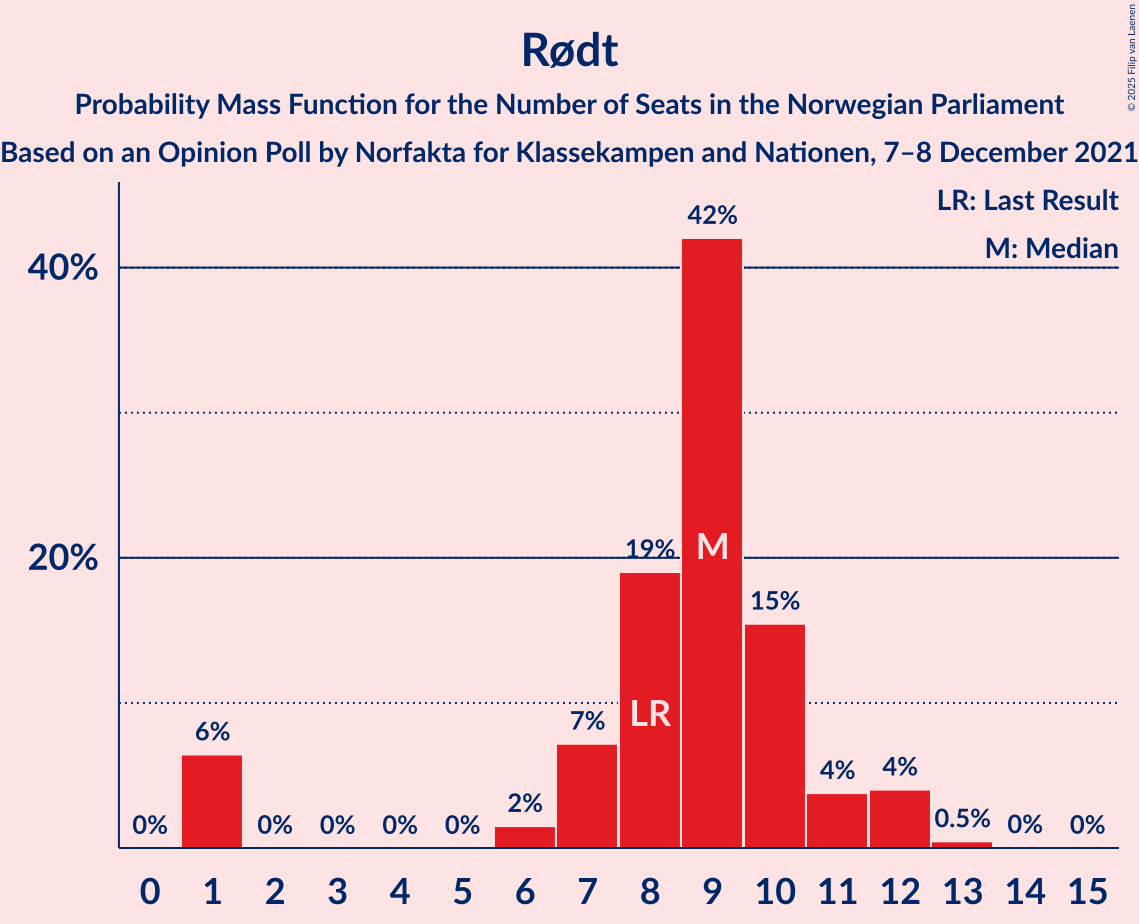 Rødt
Probability Mass Function for the Number of Seats in the Norwegian Parliament
Based on an Opinion Poll by Norfakta for Klassekampen and Nationen, 7–8 December 2021
© 2025 Filip van Laenen
LR: Last Result
M: Median
40%
20%
0%
6%
0%
0%
0%
0%
2%
7%
19%
42%
15%
4%
4%
0.5%
0%
0%
LR
M
0 1 2 3 4 5 6 7 8 9 10 11 12 13 14 15